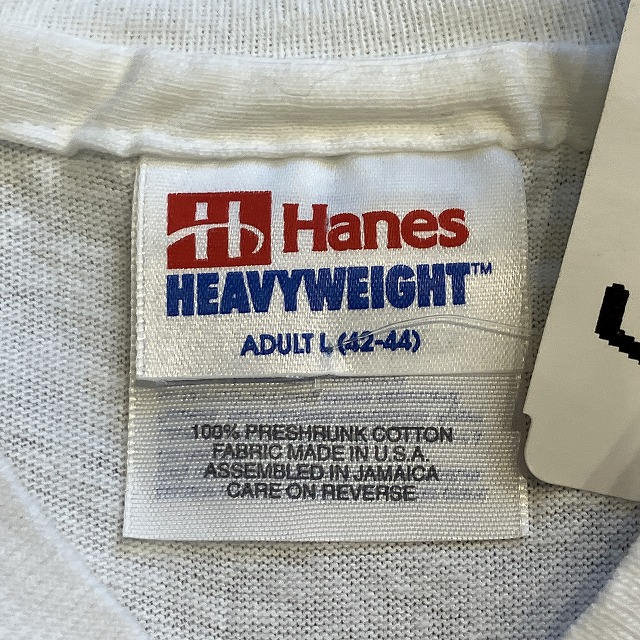 Hanes
HEAVYWEIGHT™
ADULT L (42-44)
100% PRESHRUNK COTTON
FABRIC MADE IN U.S.A.
ASSEMBLED IN JAMAICA
CARE ON REVERSE